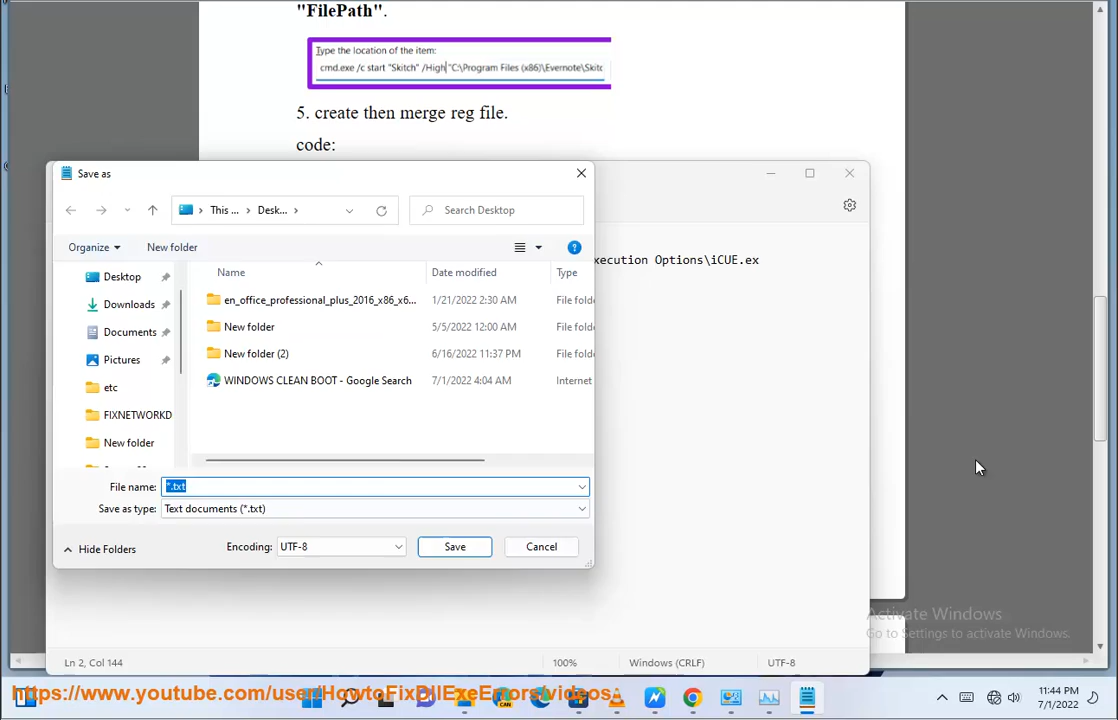 "FilePath".
Type the location of the item:
cmd.exe /c start "Skitch" /High "C:\Program Files (x86)\Evernote\Skitc
5. create then merge reg file.
code:
Save as
This ... > Desk... >
Search Desktop
Organize
New folder
xecution Options\iCUE.ex
Name
Date modified
Type
Desktop
en_office_professional_plus_2016_x86_x6...
1/21/2022 2:30 AM
File folde
Downloads
New folder
5/5/2022 12:00 AM
File folde
Documents
New folder (2)
6/16/2022 11:37 PM
File folde
Pictures
WINDOWS CLEAN BOOT - Google Search
7/1/2022 4:04 AM
Internet
etc
FIXNETWORKD
New folder
File name:
*.txt
Save as type:
Text documents (*.txt)
Hide Folders
Encoding:
UTF-8
Save
Cancel
Activate Windows
Go to Settings to activate Windows.
Ln 2, Col 144
100%
Windows (CRLF)
UTF-8
https://www.youtube.com/user/HowtoFixDllExeErrors/videos.
11:44 PM
7/1/2022